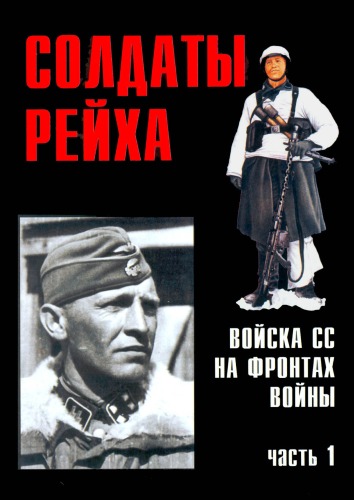 СОЛДАТЫ
РЕЙХА
ВОЙСКА СС
НА ФРОНТАХ
ВОЙНЫ
часть 1